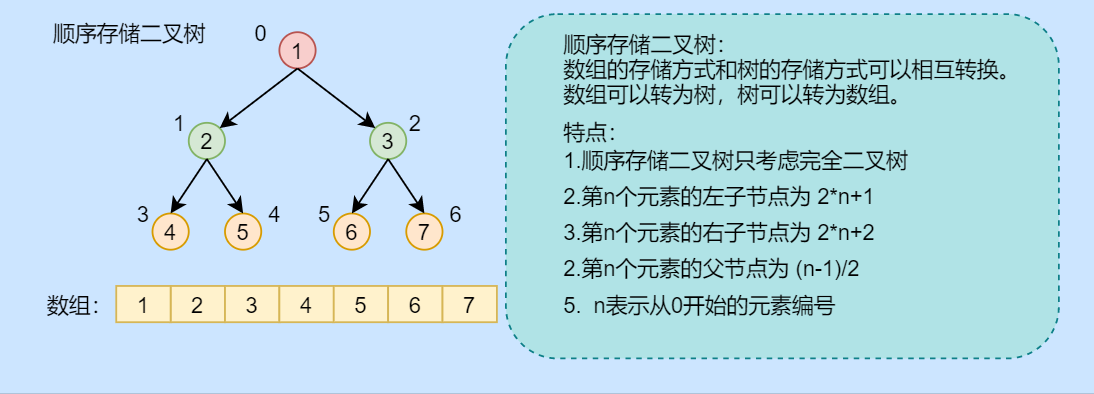 顺序存储二叉树
0
1
1
2
2
3
3
4
4
5
5
6
6
7
数组：
1 2 3 4 5 6 7
顺序存储二叉树：
数组的存储方式和树的存储方式可以相互转换。
数组可以转为树，树可以转为数组。
特点：
1.顺序存储二叉树只考虑完全二叉树
2.第n个元素的左子节点为 2*n+1
3.第n个元素的右子节点为 2*n+2
2.第n个元素的父节点为 (n-1)/2
5. n表示从0开始的元素编号